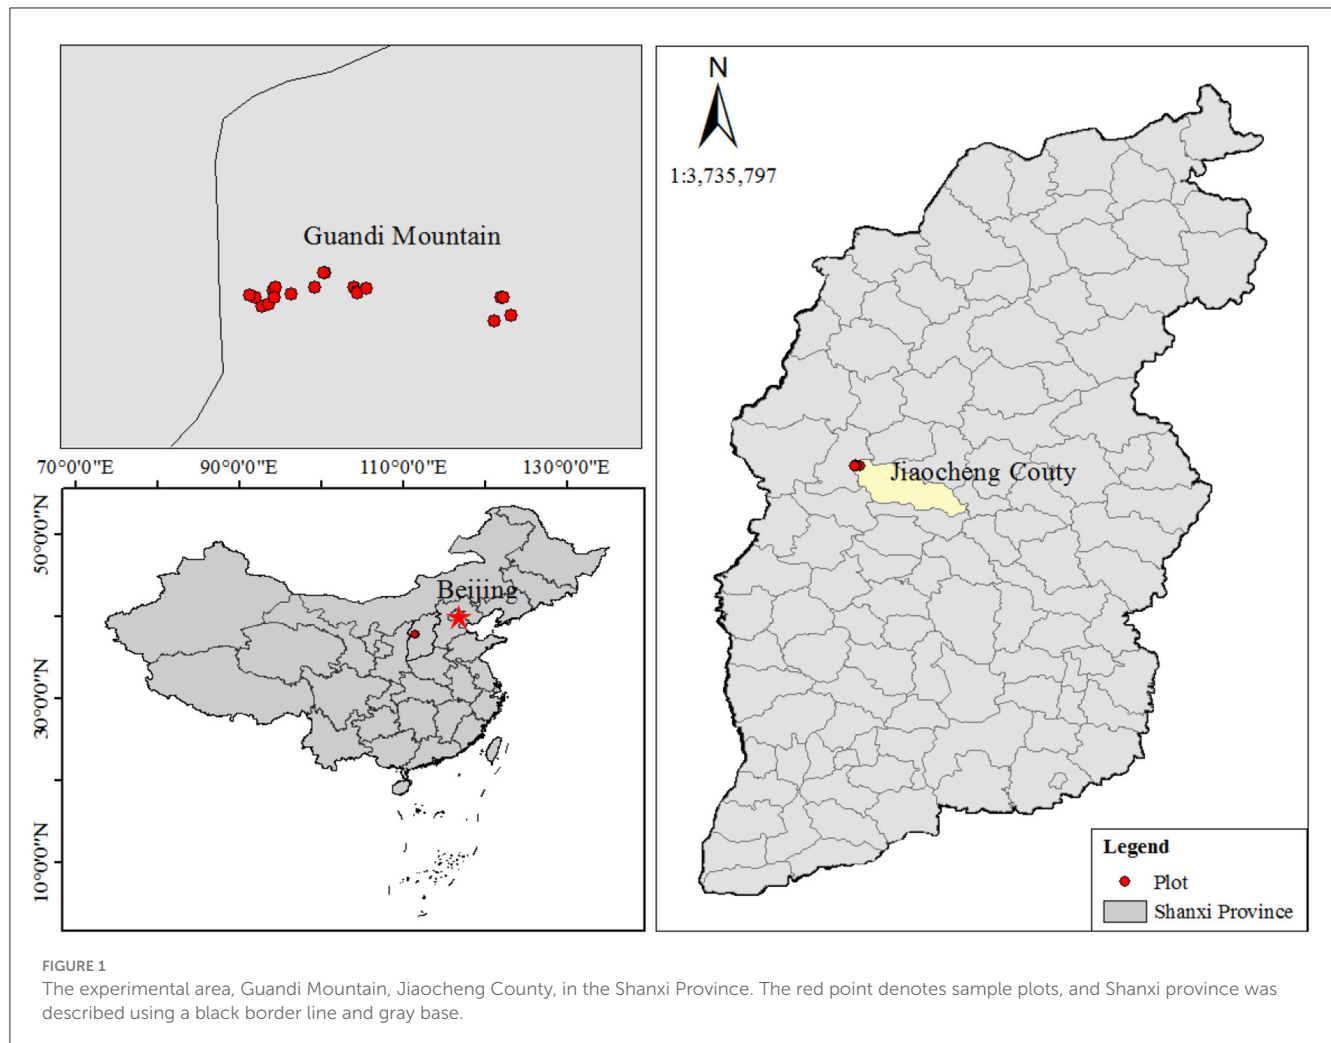 Guandi Mountain
70°0'0"E
90°0'0"E
110°0'0"E
130°0'0"E
50°0'0"N
30°0'0"N
10°0'0"N
Beijing
N
1:3,735,797
Jiaocheng Couty
Legend
Plot
Shanxi Province
FIGURE 1
The experimental area, Guandi Mountain, Jiaocheng County, in the Shanxi Province. The red point denotes sample plots, and Shanxi province was
described using a black border line and gray base.